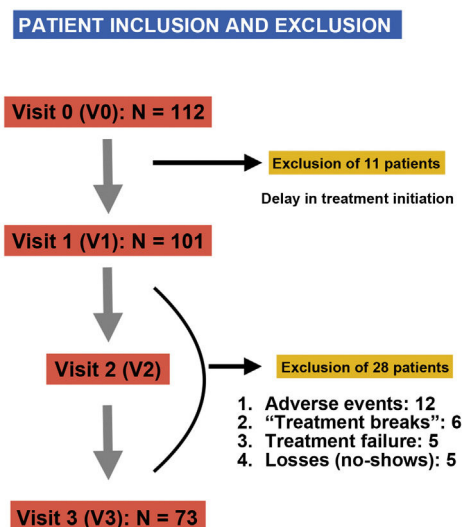 PATIENT INCLUSION AND EXCLUSION
Visit 0 (V0): N = 112
Exclusion of 11 patients
Delay in treatment initiation
Visit 1 (V1): N = 101
Visit 2 (V2)
Exclusion of 28 patients
1. Adverse events: 12
2. “Treatment breaks”: 6
3. Treatment failure: 5
4. Losses (no-shows): 5
Visit 3 (V3): N = 73